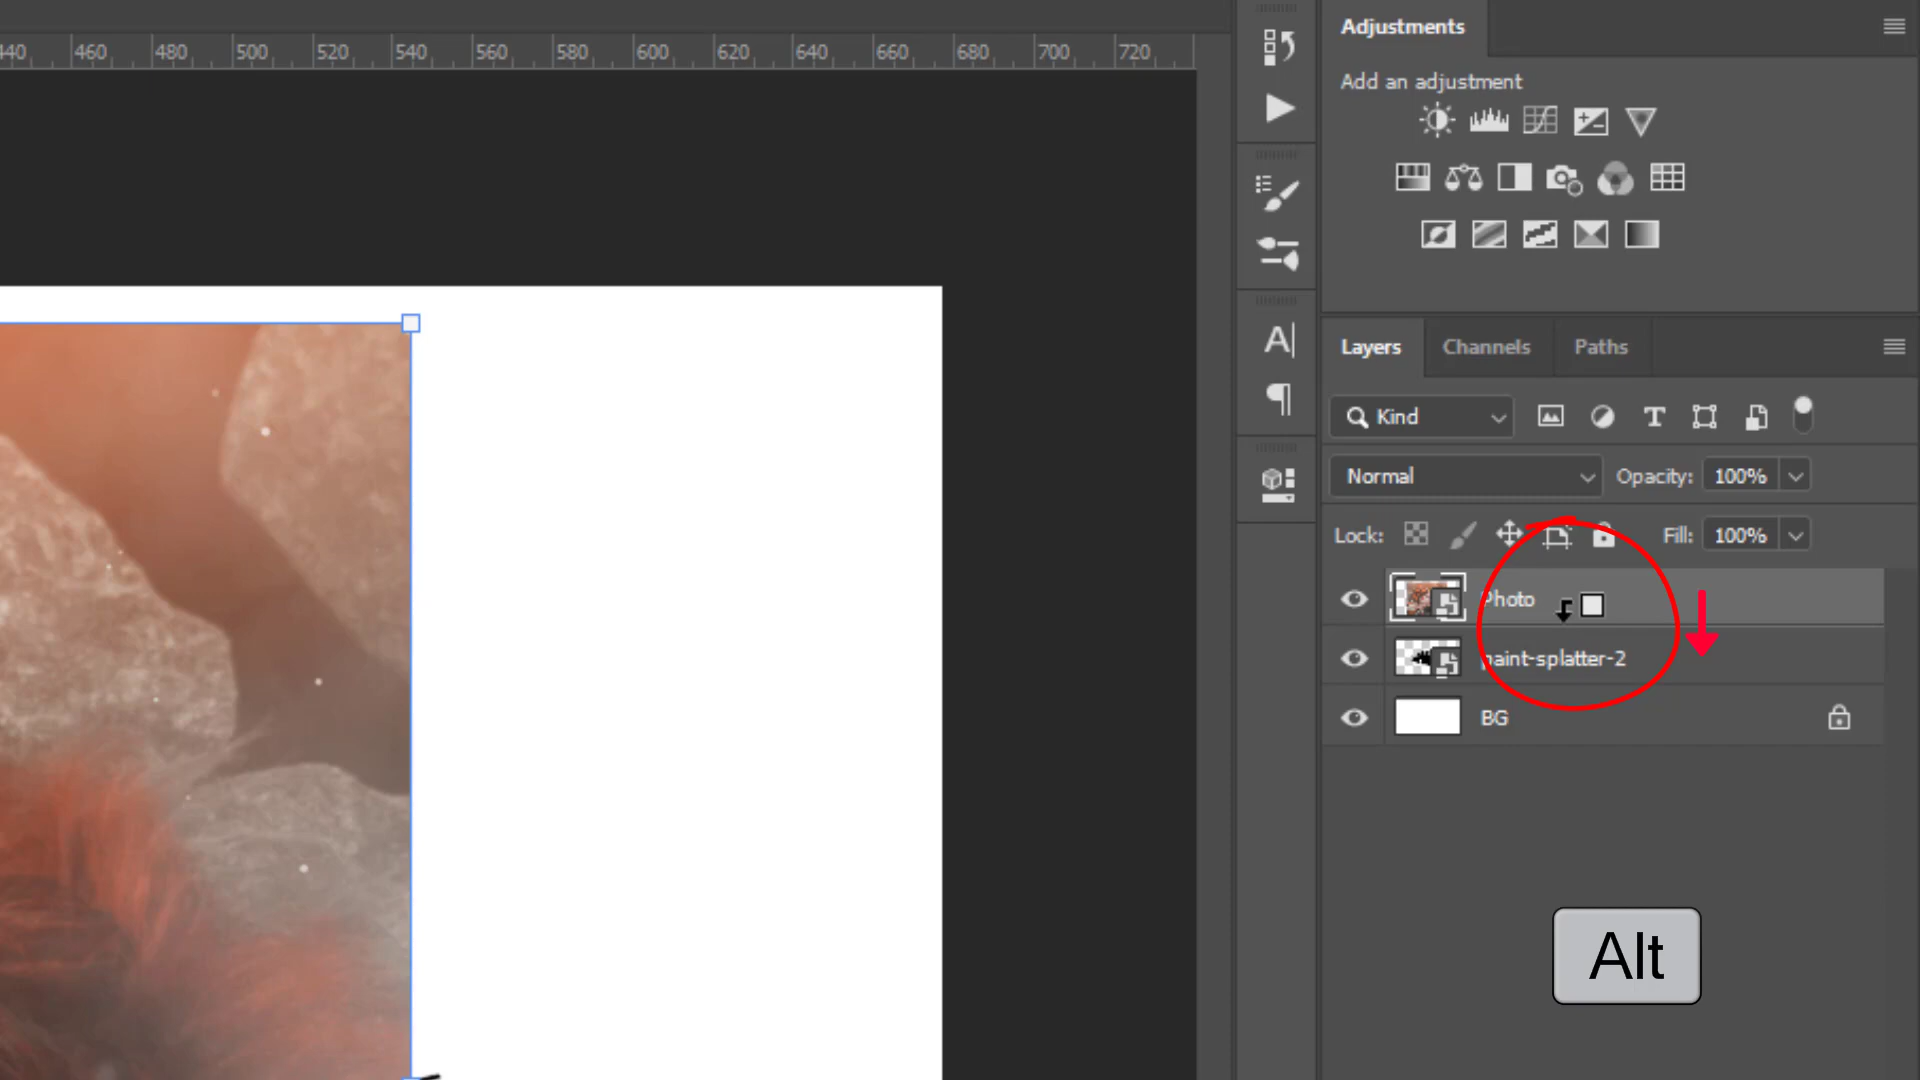 440 460 480 500 520 540 560 580 600 620 640 660 680 700 720
Adjustments
Add an adjustment
Layers Channels Paths
Kind
Normal Opacity: 100%
Lock: Fill: 100%
Photo
paint-splatter-2
BG
Alt